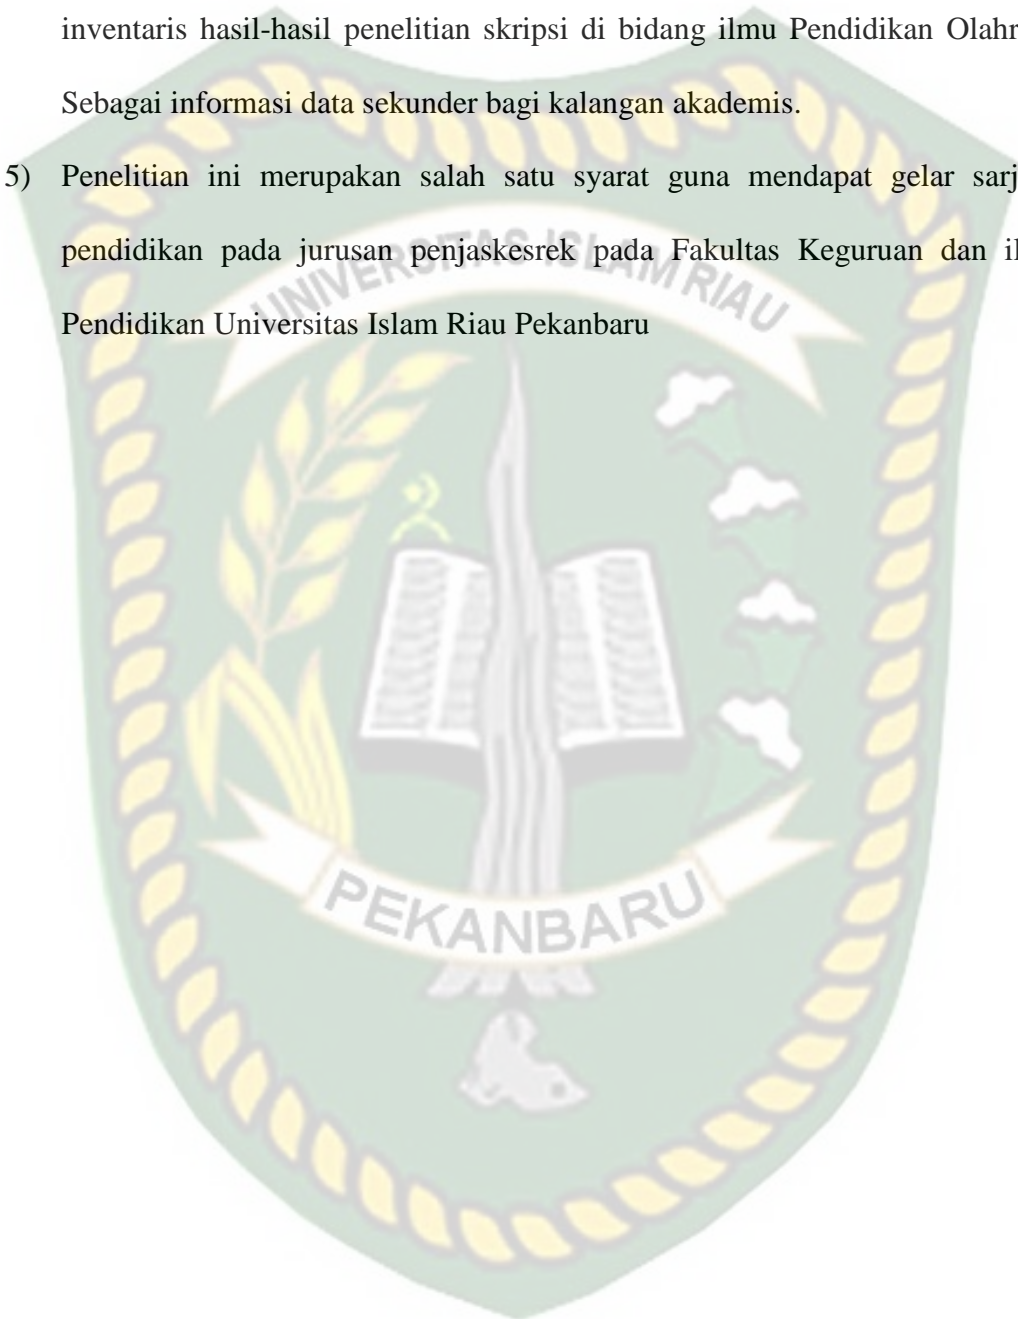 inventaris hasil-hasil penelitian skripsi di bidang ilmu Pendidikan Olahr
Sebagai informasi data sekunder bagi kalangan akademis.
5) Penelitian ini merupakan salah satu syarat guna mendapat gelar sarj
pendidikan pada jurusan penjaskesrek pada Fakultas Keguruan dan il
Pendidikan Universitas Islam Riau Pekanbaru
UNIVERSITAS ISLAM RIAU
PEKANBARU